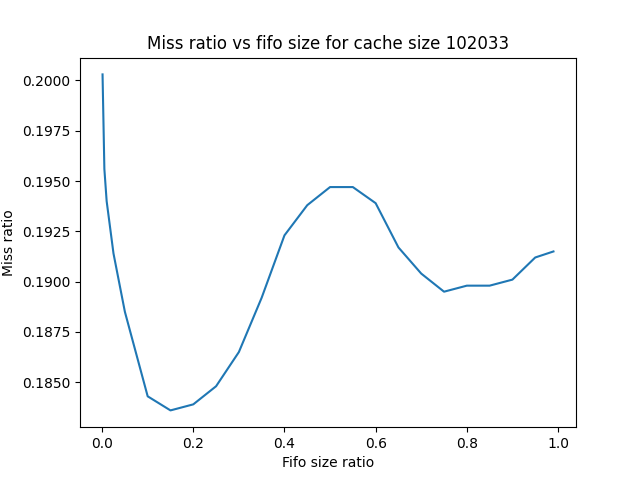 Miss ratio vs fifo size for cache size 102033
0.2000
0.1975
0.1950
0.1925
0.1900
0.1875
0.1850
Miss ratio
0.0 0.2 0.4 0.6 0.8 1.0
Fifo size ratio